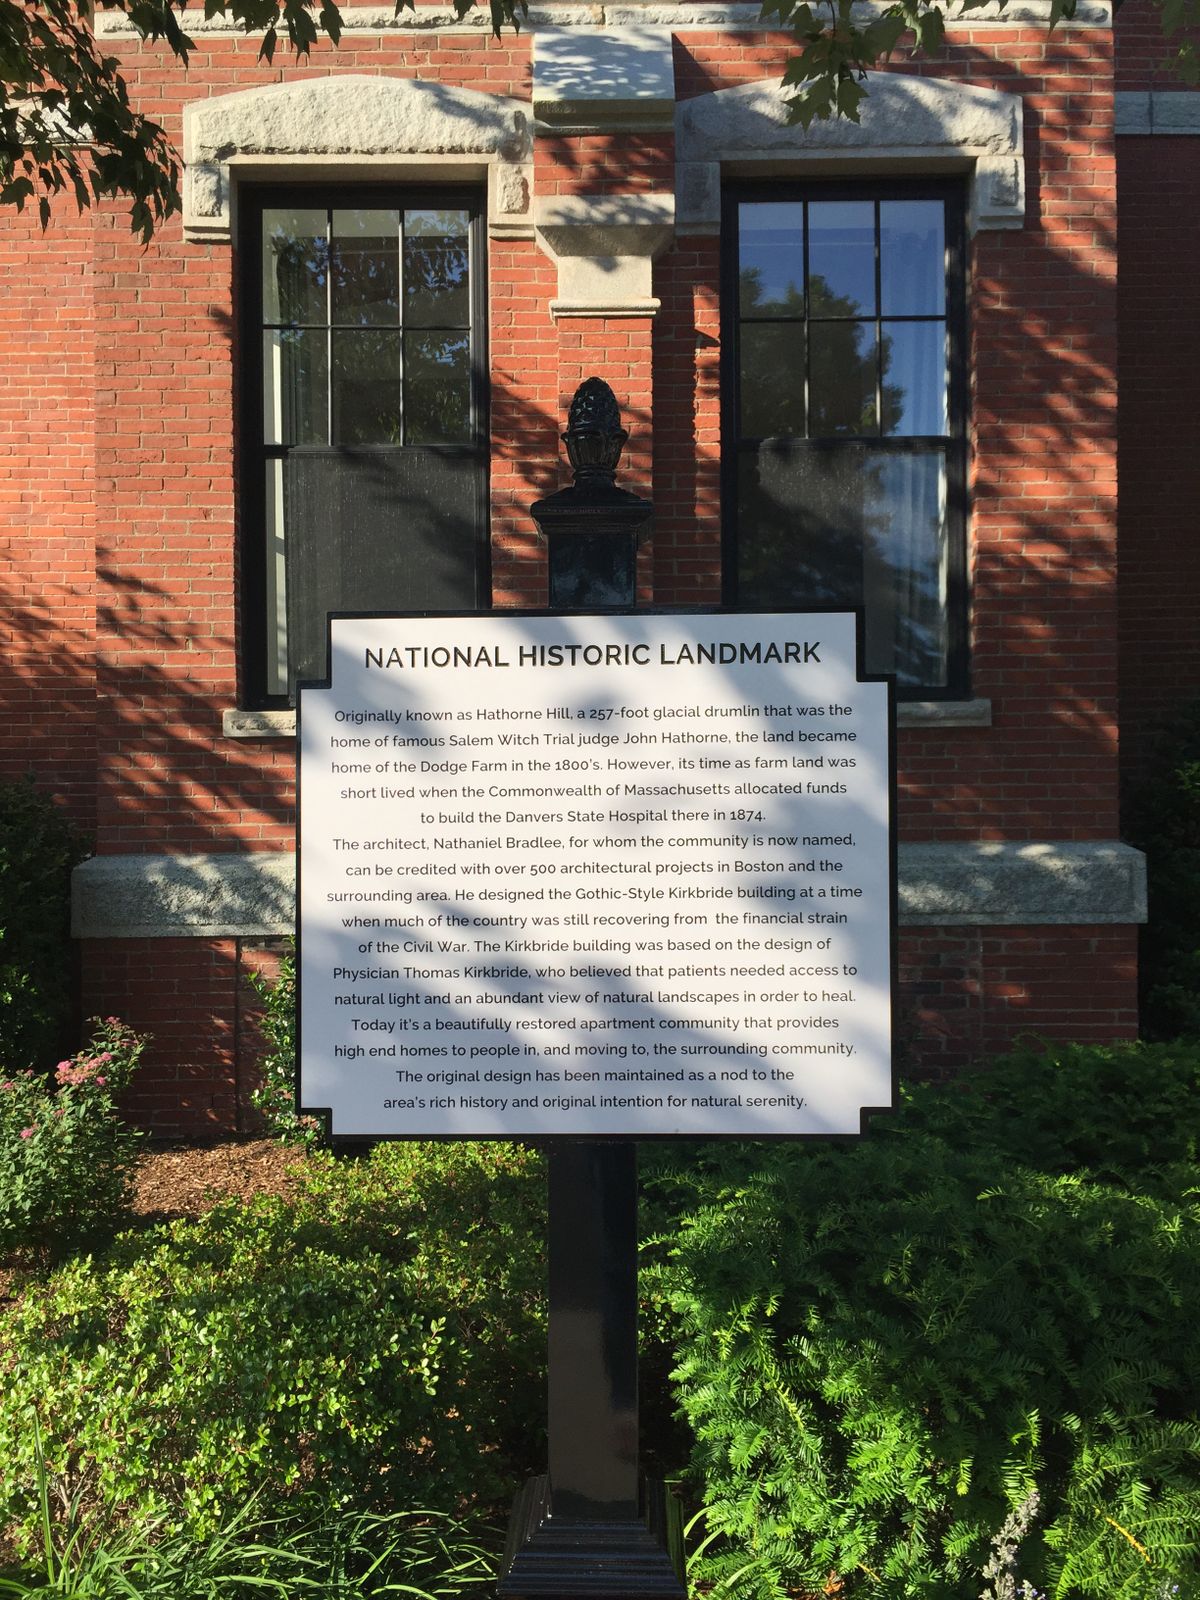 NATIONAL HISTORIC LANDMARK
Originally known as Hathorne Hill, a 257-foot glacial drumlin that was the
home of famous Salem Witch Trial judge John Hathorne, the land became
home of the Dodge Farm in the 1800's. However, its time as farm land was
short lived when the Commonwealth of Massachusetts allocated funds
to build the Danvers State Hospital there in 1874.
The architect, Nathaniel Bradlee, for whom the community is now named,
can be credited with over 500 architectural projects in Boston and the
surrounding area. He designed the Gothic-Style Kirkbride building at a time
when much of the country was still recovering from the financial strain
of the Civil War. The Kirkbride building was based on the design of
Physician Thomas Kirkbride, who believed that patients needed access to
natural light and an abundant view of natural landscapes in order to heal.
Today it's a beautifully restored apartment community that provides
high end homes to people in, and moving to, the surrounding community.
The original design has been maintained as a nod to the
area's rich history and original intention for natural serenity.